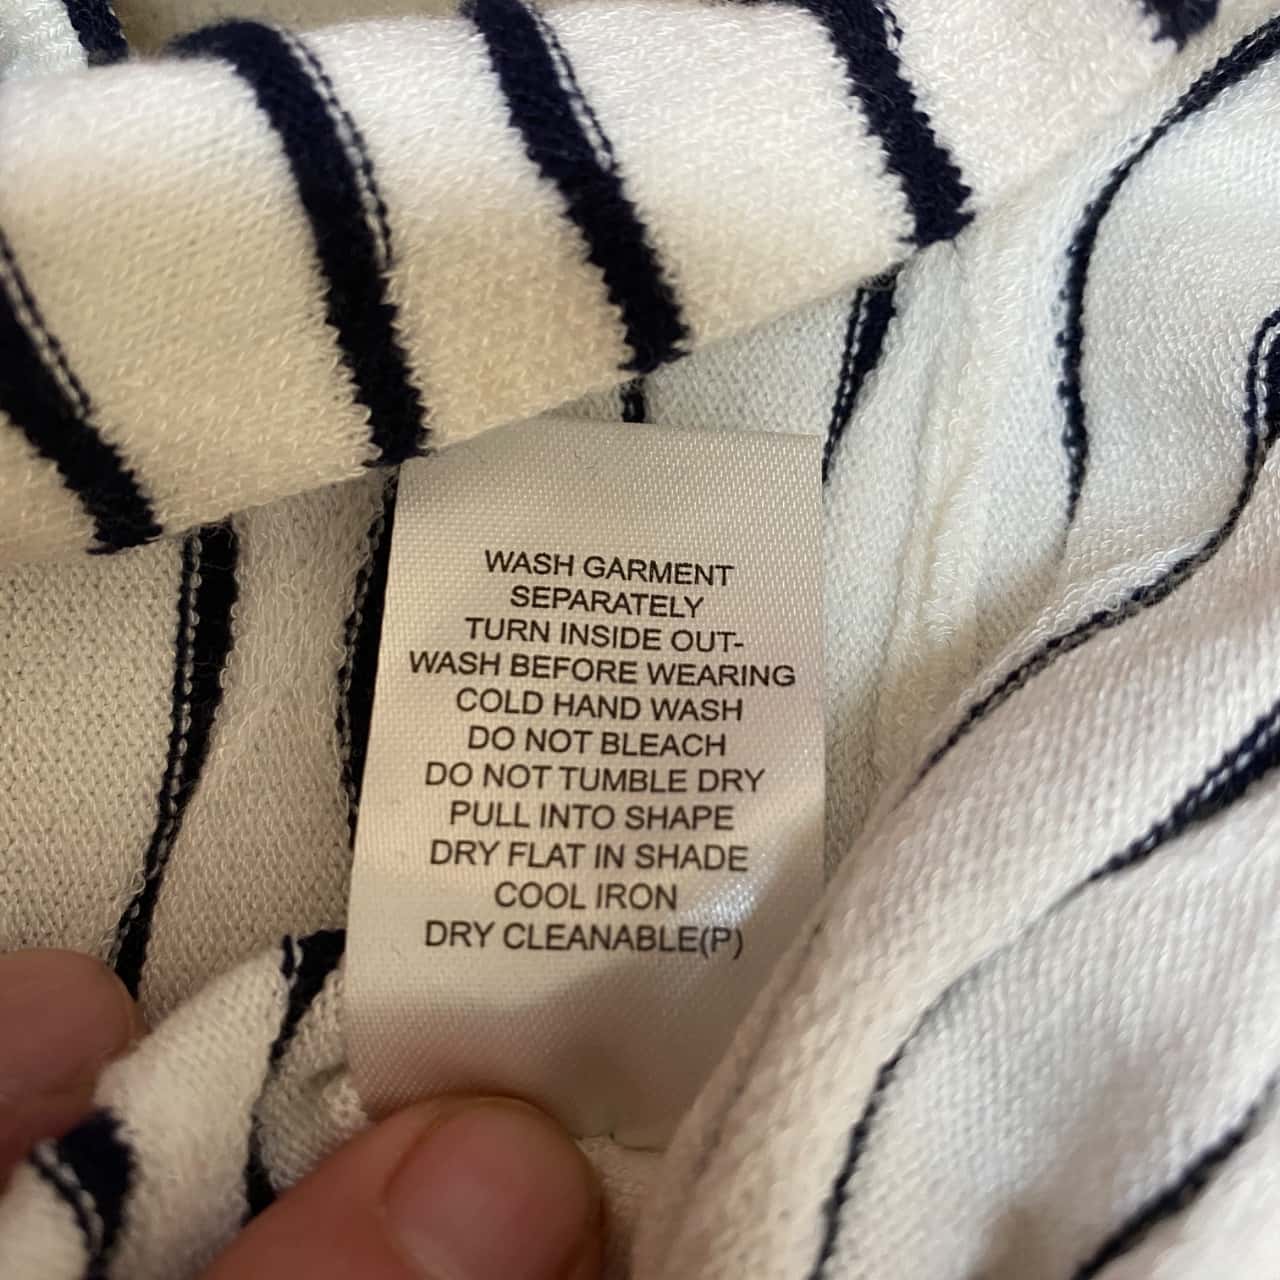 WASH GARMENT
SEPARATELY
TURN INSIDE OUT-
WASH BEFORE WEARING
COLD HAND WASH
DO NOT BLEACH
DO NOT TUMBLE DRY
PULL INTO SHAPE
DRY FLAT IN SHADE
COOL IRON
DRY CLEANABLE(P)